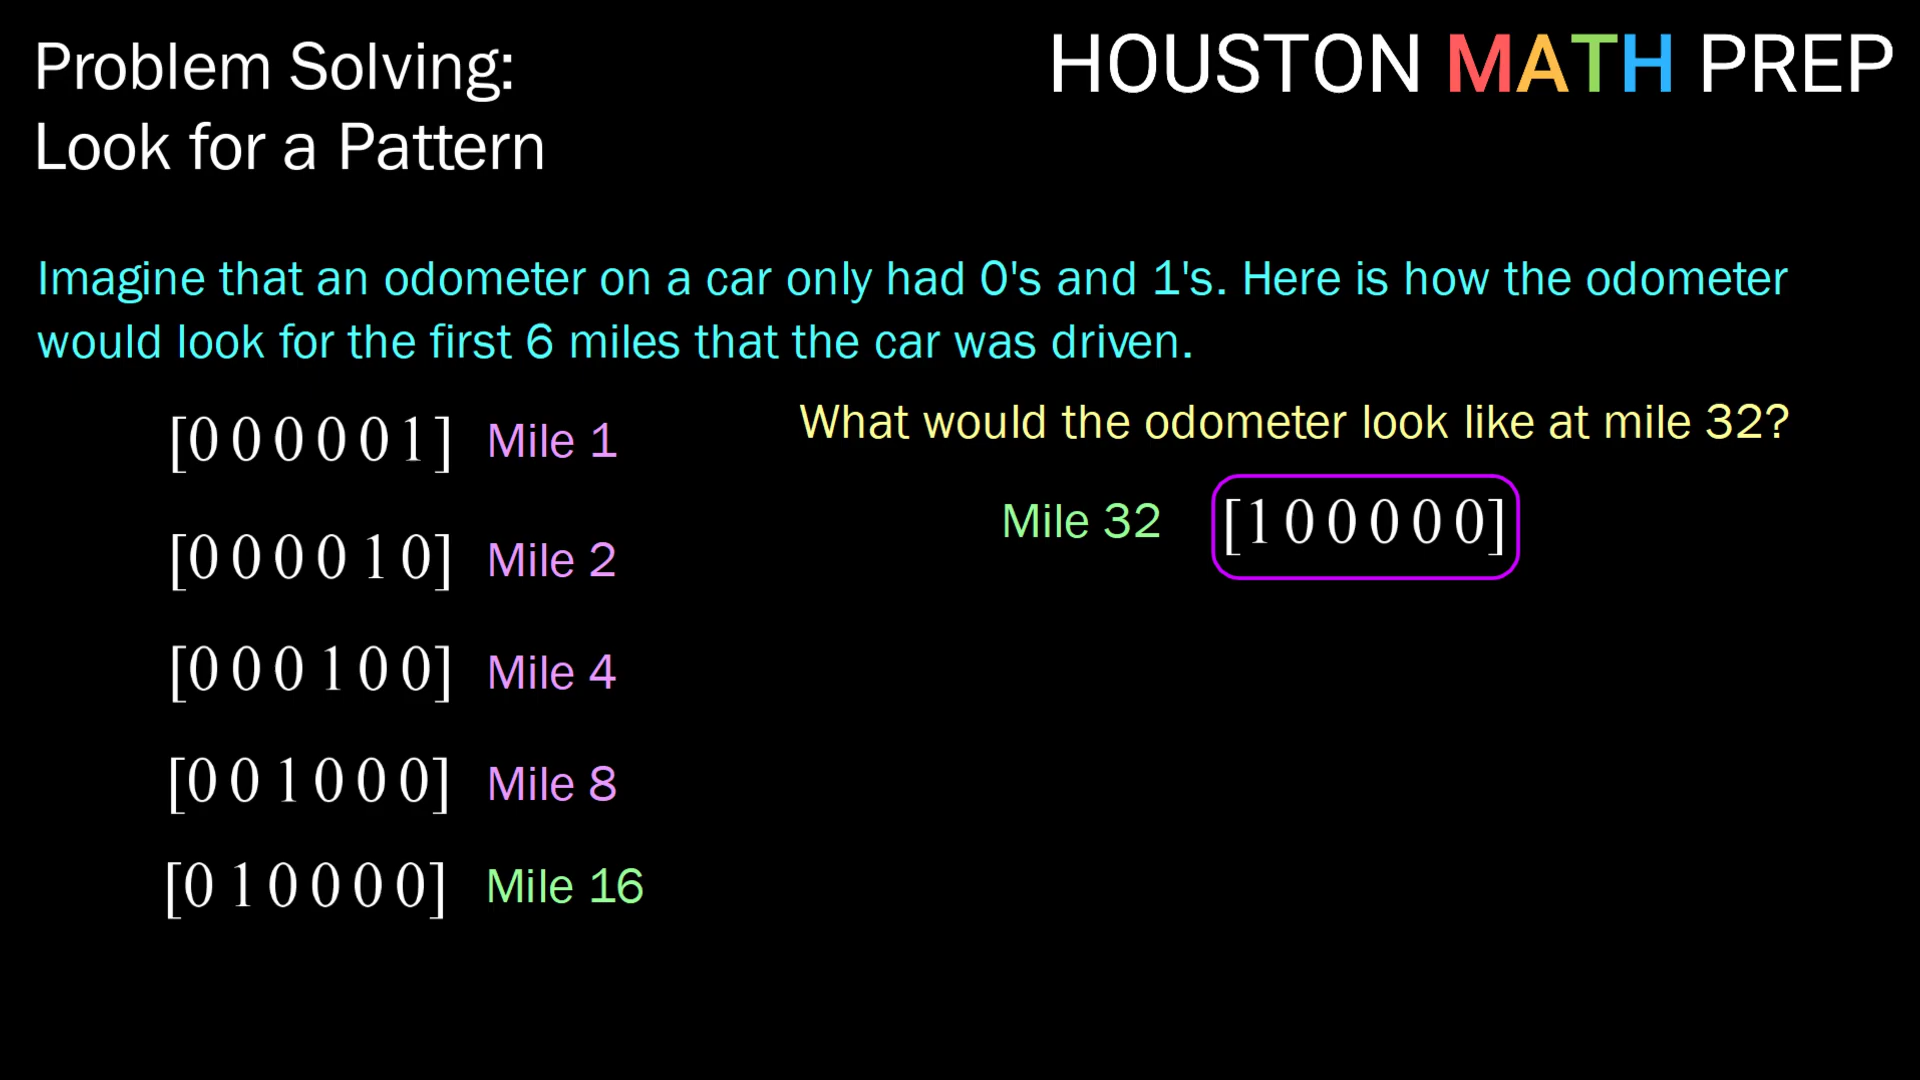 Problem Solving:
Look for a Pattern
HOUSTON MATH PREP
Imagine that an odometer on a car only had 0's and 1's. Here is how the odometer
would look for the first 6 miles that the car was driven.
[0 0 0 0 0 1] Mile 1
[0 0 0 0 1 0] Mile 2
[0 0 0 1 0 0] Mile 4
[0 0 1 0 0 0] Mile 8
[0 1 0 0 0 0] Mile 16
What would the odometer look like at mile 32?
Mile 32 [1 0 0 0 0 0]